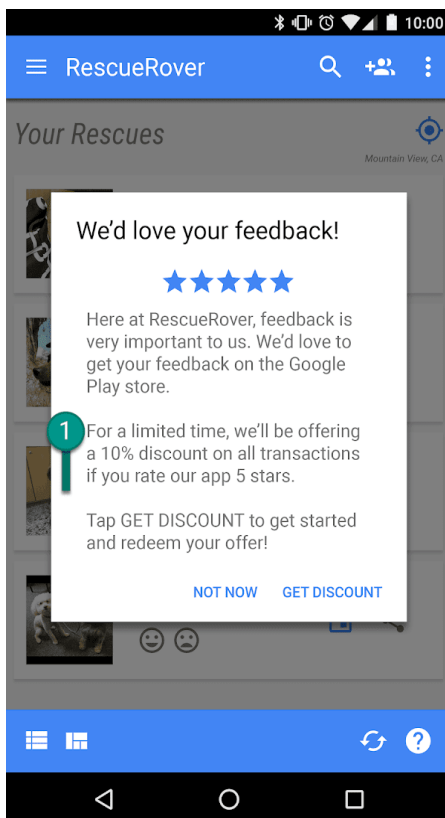 10:00
RescueRover
Your Rescues
Mountain View, CA
We'd love your feedback!
Here at RescueRover, feedback is
very important to us. We'd love to
get your feedback on the Google
Play store.
1
For a limited time, we'll be offering
a 10% discount on all transactions
if you rate our app 5 stars.
Tap GET DISCOUNT to get started
and redeem your offer!
NOT NOW GET DISCOUNT